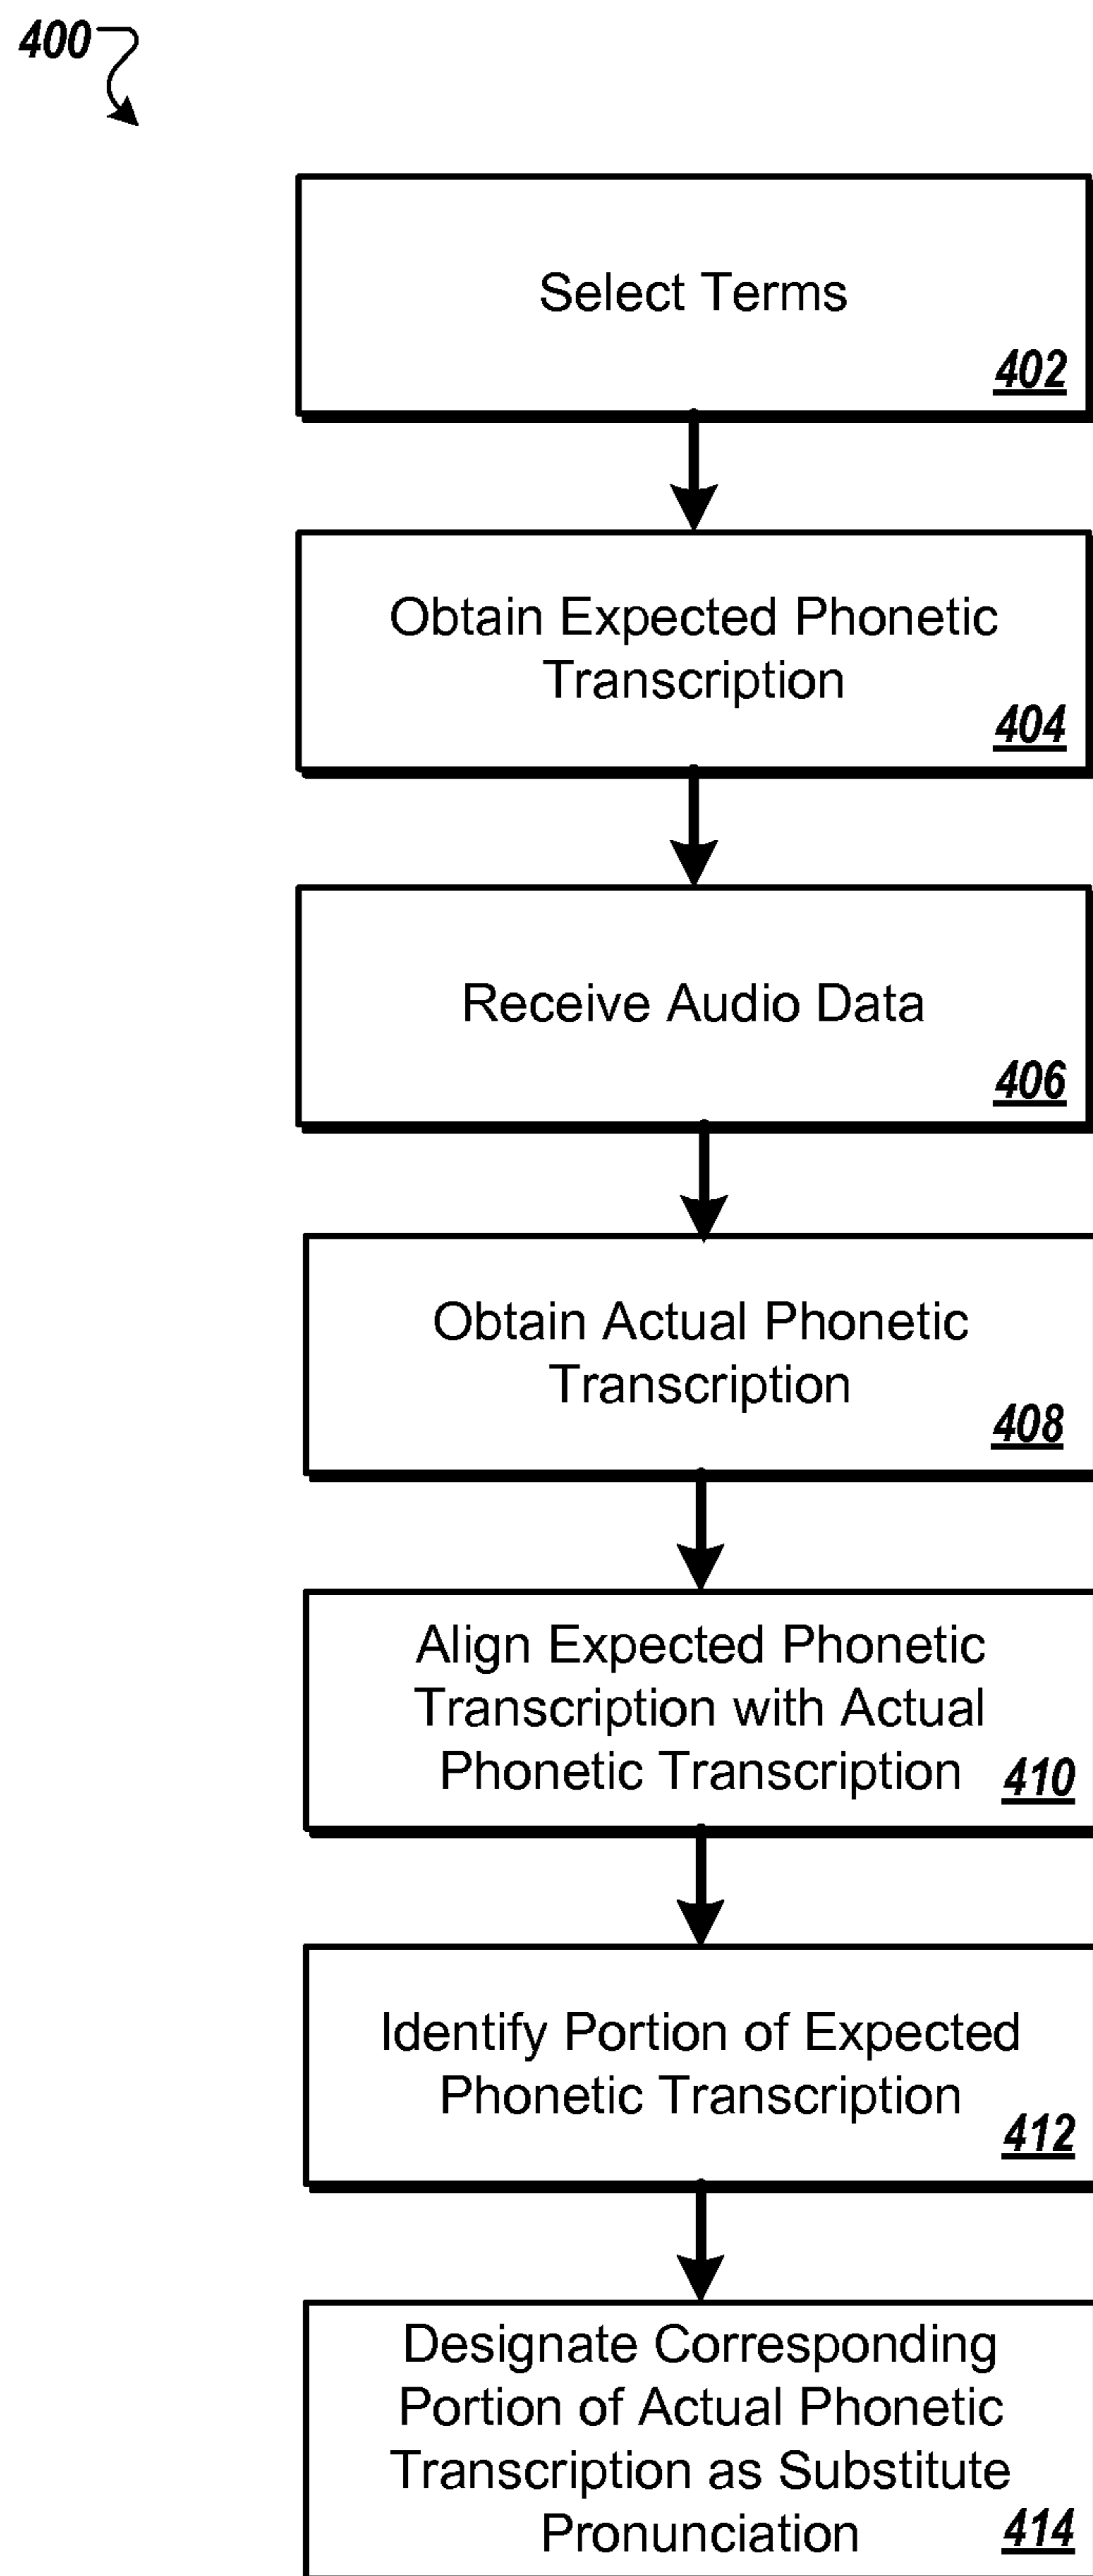 400
Select Terms
402
Obtain Expected Phonetic
Transcription
404
Receive Audio Data
406
Obtain Actual Phonetic
Transcription
408
Align Expected Phonetic
Transcription with Actual
Phonetic Transcription
410
Identify Portion of Expected
Phonetic Transcription
412
Designate Corresponding
Portion of Actual Phonetic
Transcription as Substitute
Pronunciation
414